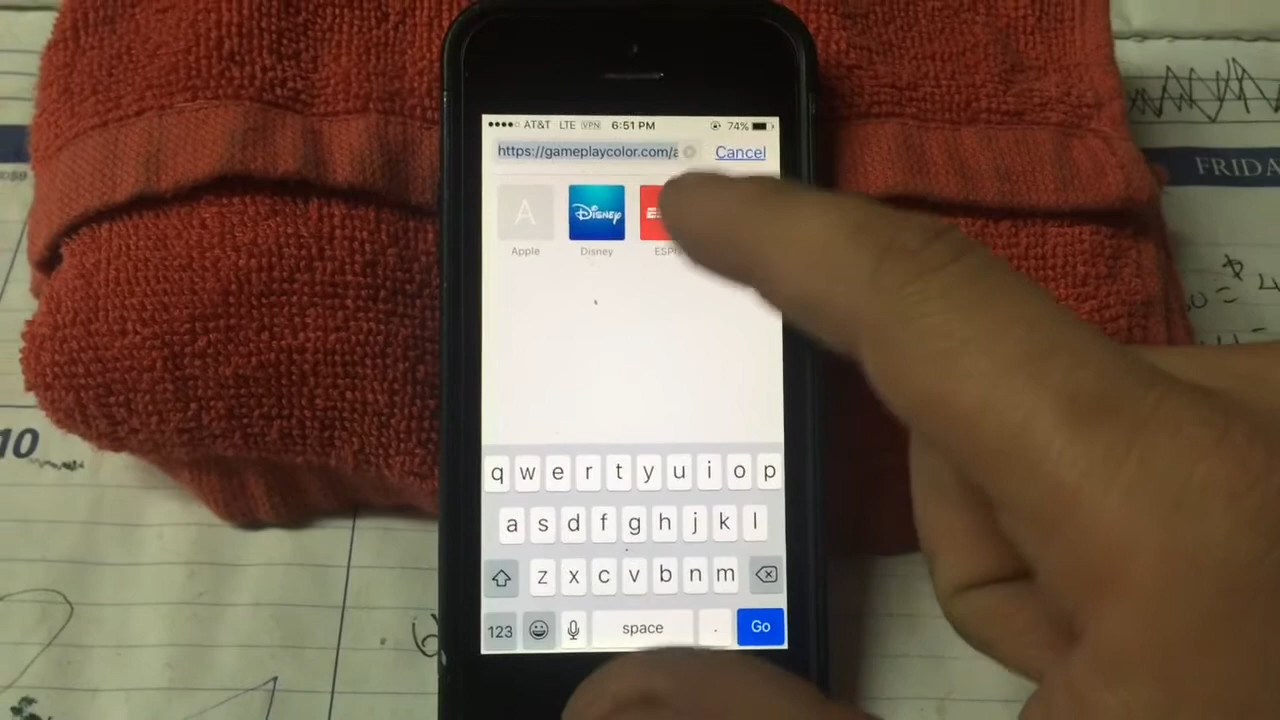 AT&T LTE VPN 6:51 PM 74%
https://gameplaycolor.com/a
Cancel
A
DISNEY
Apple
Disney
q w e r t y u i o p
a s d f g h j k l
z x c v b n m
123
space
.
Go
FRIDA
10